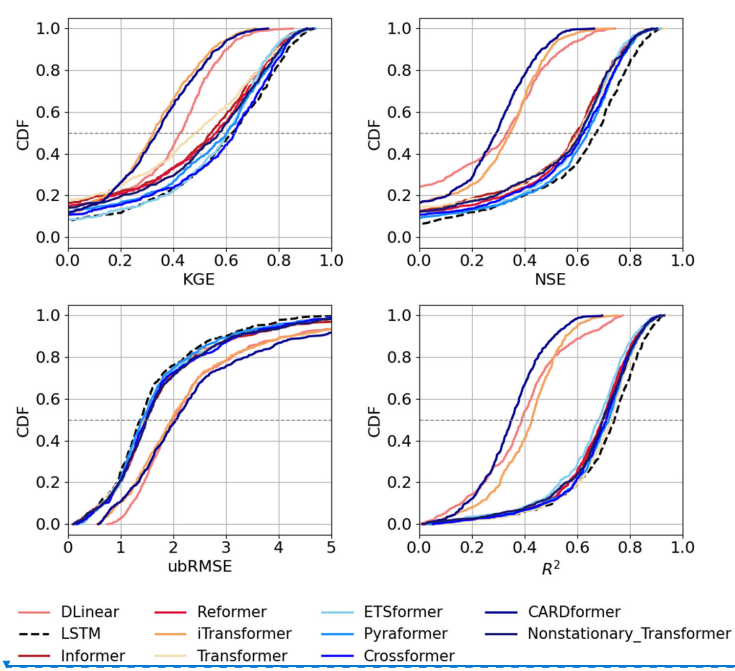 1.0
0.8
0.6
0.4
0.2
0.0
CDF
0.0 0.2 0.4 0.6 0.8 1.0
KGE
1.0
0.8
0.6
0.4
0.2
0.0
CDF
0.0 0.2 0.4 0.6 0.8 1.0
NSE
1.0
0.8
0.6
0.4
0.2
0.0
CDF
0 1 2 3 4 5
ubRMSE
1.0
0.8
0.6
0.4
0.2
0.0
CDF
0.0 0.2 0.4 0.6 0.8 1.0
R²
DLinear Reformer ETSformer CARDformer
LSTM iTransformer Pyraformer Nonstationary_Transformer
Informer Transformer Crossformer